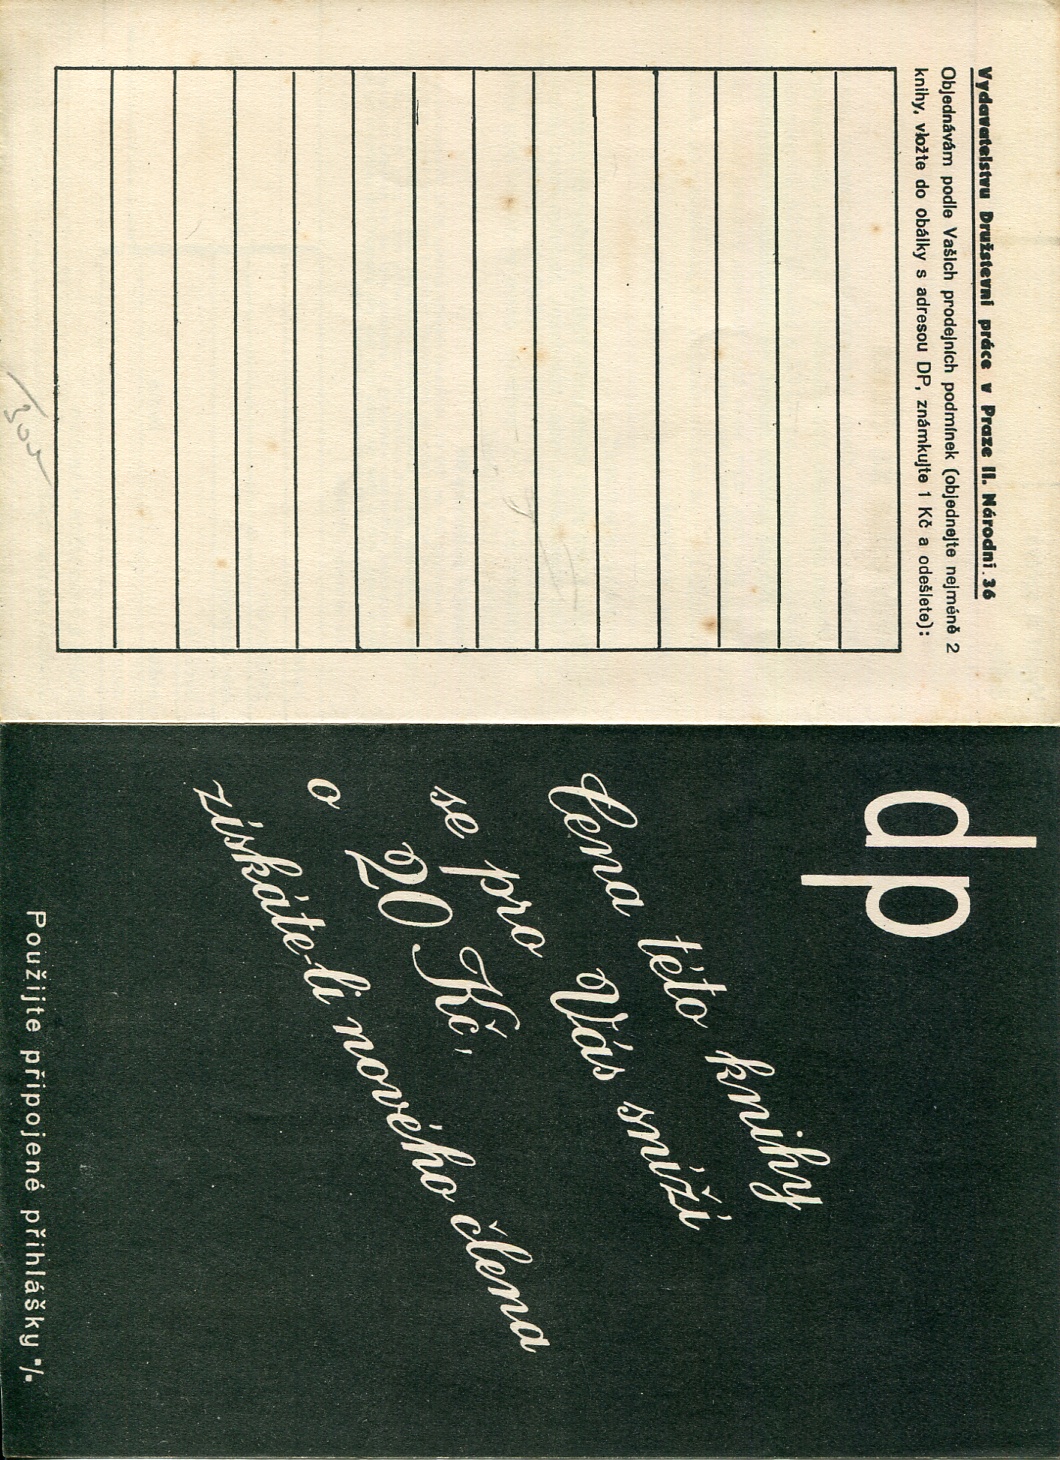 Vydavatelstvu Družstevní práce v Praze II. Národní 36
Objednávám podle Vašich prodejních podmínek (objednejte nejméně 2
knihy, vložte do obálky s adresou DP, známkujte 1 Kč a odešlete):
dp
Cena této knihy
se pro Vás sníží
o 20 Kč,
získáte-li nového člena
Použijte připojené přihlášky